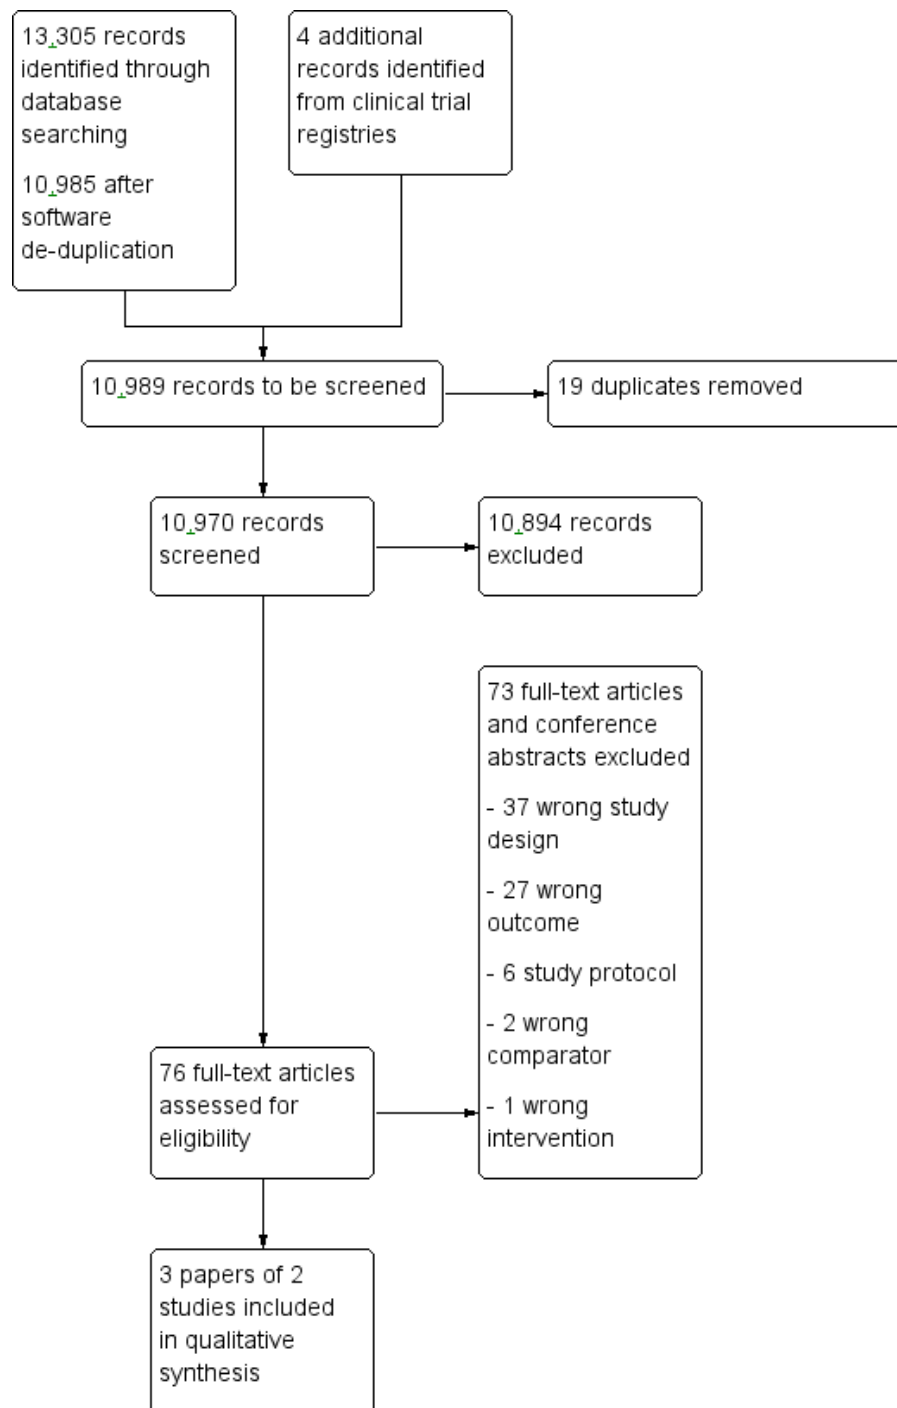 13,305 records
identified through
database
searching
10,985 after
software
de-duplication
4 additional
records identified
from clinical trial
registries
10,989 records to be screened
19 duplicates removed
10,970 records
screened
10,894 records
excluded
73 full-text articles
and conference
abstracts excluded
- 37 wrong study
design
- 27 wrong
outcome
- 6 study protocol
- 2 wrong
comparator
- 1 wrong
intervention
76 full-text articles
assessed for
eligibility
3 papers of 2
studies included
in qualitative
synthesis